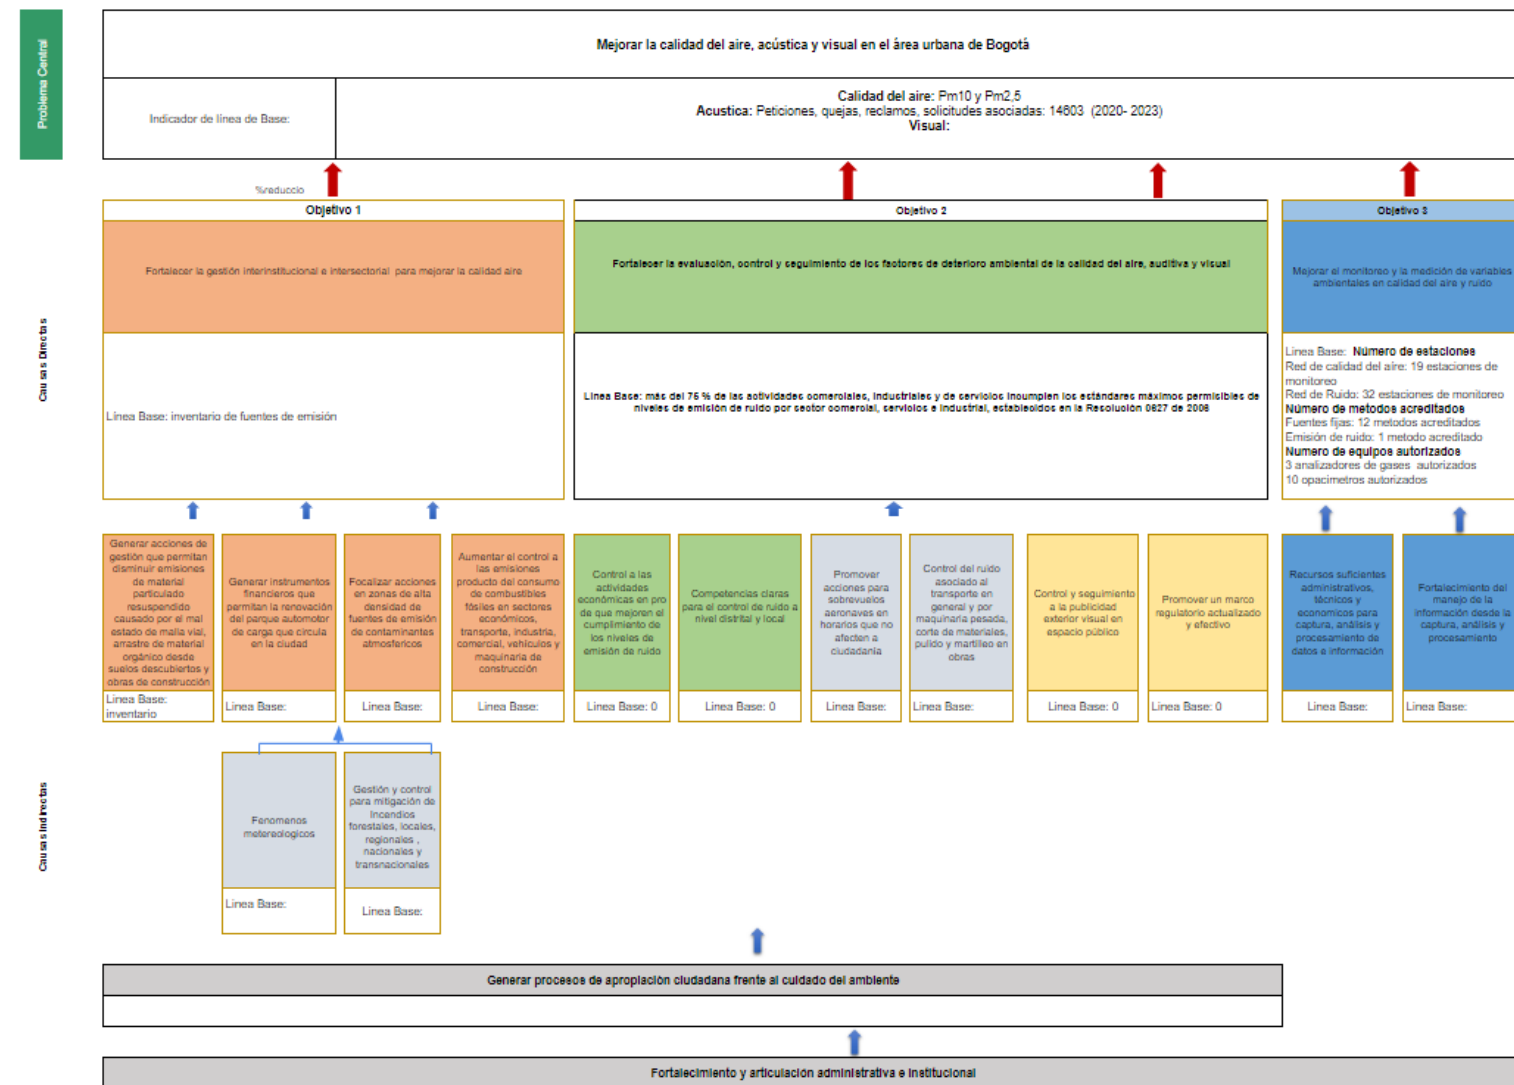 Problema Central
Mejorar la calidad del aire, acústica y visual en el área urbana de Bogotá
Indicador de línea de Base:
Calidad del aire: Pm10 y Pm2,5
Acustica: Peticiones, quejas, reclamos, solicitudes asociadas: 14603 (2020- 2023)
Visual:
%reduccio
Causas Directas
Objetivo 1
Fortalecer la gestión interinstitucional e intersectorial para mejorar la calidad aire
Línea Base: inventario de fuentes de emisión
Objetivo 2
Fortalecer la evaluación, control y seguimiento de los factores de deterioro ambiental de la calidad del aire, auditiva y visual
Línea Base: más del 75 % de las actividades comerciales, industriales y de servicios incumplen los estándares máximos permisibles de
niveles de emisión de ruido por sector comercial, servicios e industrial, establecidos en la Resolución 0627 de 2006
Objetivo 3
Mejorar el monitoreo y la medición de variables
ambientales en calidad del aire y ruido
Linea Base: Número de estaciones
Red de calidad del aire: 19 estaciones de
monitoreo
Red de Ruido: 32 estaciones de monitoreo
Número de metodos acreditados
Fuentes fijas: 12 metodos acreditados
Emisión de ruido: 1 metodo acreditado
Numero de equipos autorizados
3 analizadores de gases autorizados
10 opacimetros autorizados
Generar acciones de
gestión que permitan
disminuir emisiones
de material
particulado
resuspendido
causado por el mal
estado de malla vial,
arrastre de material
orgánico desde
suelos descubiertos y
obras de construcción
Linea Base:
inventario
Generar instrumentos
financieros que
permitan la renovación
del parque automotor
de carga que circula
en la ciudad
Linea Base:
Focalizar acciones
en zonas de alta
densidad de
fuentes de emisión
de contaminantes
atmosfericos
Linea Base:
Aumentar el control a
las emisiones
producto del consumo
de combustibles
fósiles en sectores
económicos,
transporte, industria,
comercial, vehículos y
maquinaria de
construcción
Linea Base:
Control a las
actividades
económicas en pro
de que mejoren el
cumplimiento de
los niveles de
emisión de ruido
Linea Base: 0
Competencias claras
para el control de ruido a
nivel distrital y local
Linea Base: 0
Promover
acciones para
sobrevuelos
aeronaves en
horarios que no
afecten a
ciudadanía
Linea Base:
Control del ruido
asociado al
transporte en
general y por
maquinaria pesada,
corte de materiales,
pulido y martilleo en
obras
Linea Base:
Control y seguimiento
a la publicidad
exterior visual en
espacio público
Linea Base: 0
Promover un marco
regulatorio actualizado
y efectivo
Linea Base: 0
Recursos suficientes
administrativos,
técnicos y
economicos para
captura, análisis y
procesamiento de
datos e información
Linea Base:
Fortalecimiento del
manejo de la
información desde la
captura, análisis y
procesamiento
Linea Base:
Causas Indirectas
Fenomenos
metereologicos
Linea Base:
Gestión y control
para mitigación de
Incendios
forestales, locales,
regionales ,
nacionales y
transnacionales
Linea Base:
Generar procesos de apropiación ciudadana frente al cuidado del ambiente
Fortalecimiento y articulación administrativa e institucional